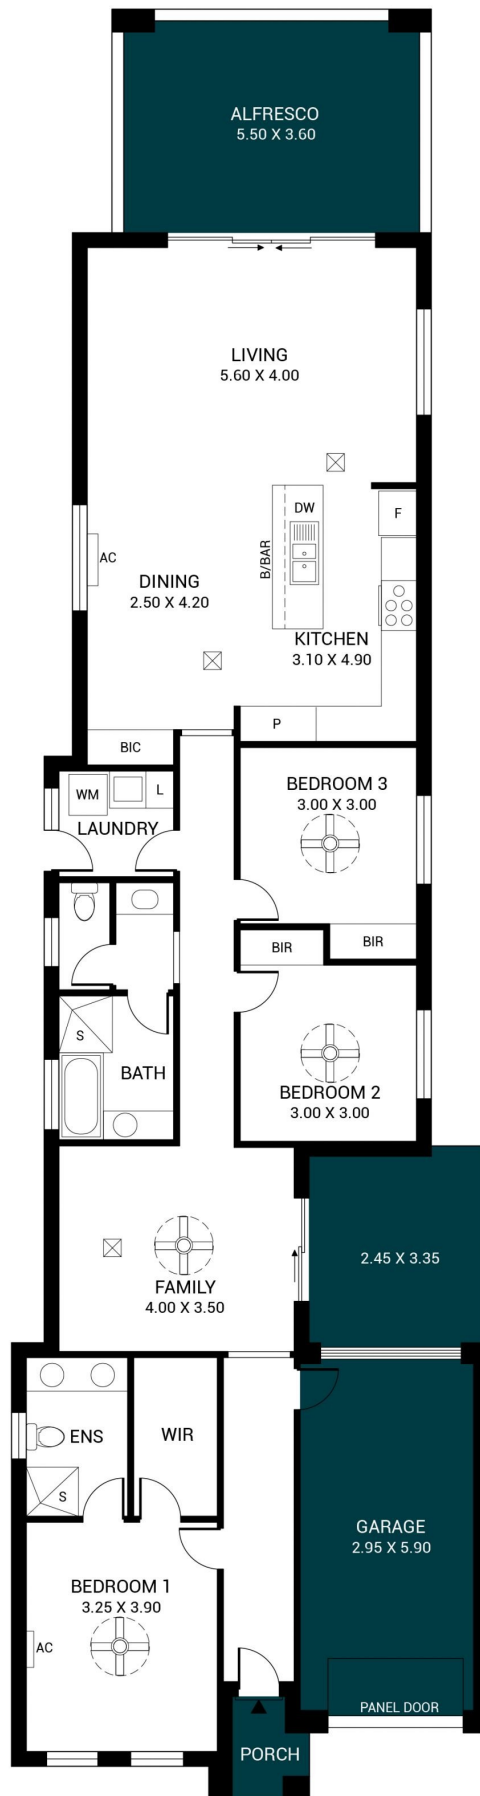 ALFRESCO
5.50 X 3.60
LIVING
5.60 X 4.00
DW
F
B/BAR
AC
DINING
2.50 X 4.20
KITCHEN
3.10 X 4.90
P
BIC
WM
L
LAUNDRY
BEDROOM 3
3.00 X 3.00
BIR
BIR
S
BATH
BEDROOM 2
3.00 X 3.00
2.45 X 3.35
FAMILY
4.00 X 3.50
ENS
WIR
S
GARAGE
2.95 X 5.90
BEDROOM 1
3.25 X 3.90
AC
PANEL DOOR
PORCH